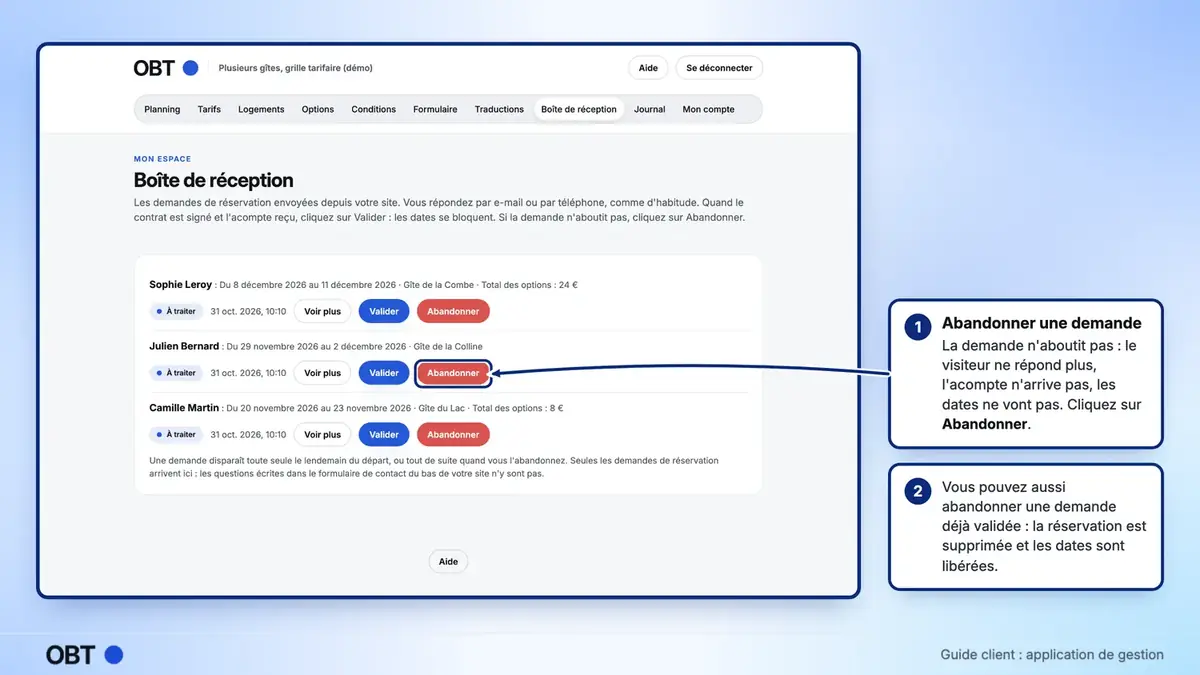 OBT
Plusieurs gîtes, grille tarifaire (démo)
Aide
Se déconnecter
Planning
Tarifs
Logements
Options
Conditions
Formulaire
Traductions
Boîte de réception
Journal
Mon compte
MON ESPACE
Boîte de réception
Les demandes de réservation envoyées depuis votre site. Vous répondez par e-mail ou par téléphone, comme d'habitude. Quand le
contrat est signé et l'acompte reçu, cliquez sur Valider : les dates se bloquent. Si la demande n'aboutit pas, cliquez sur Abandonner.
Sophie Leroy : Du 8 décembre 2026 au 11 décembre 2026 · Gîte de la Combe · Total des options : 24 €
À traiter
31 oct. 2026, 10:10
Voir plus
Valider
Abandonner
Julien Bernard : Du 29 novembre 2026 au 2 décembre 2026 · Gîte de la Colline
À traiter
31 oct. 2026, 10:10
Voir plus
Valider
Abandonner
Camille Martin : Du 20 novembre 2026 au 23 novembre 2026 · Gîte du Lac · Total des options : 8 €
À traiter
31 oct. 2026, 10:10
Voir plus
Valider
Abandonner
Une demande disparaît toute seule le lendemain du départ, ou tout de suite quand vous l'abandonnez. Seules les demandes de réservation
arrivent ici : les questions écrites dans le formulaire de contact du bas de votre site n'y sont pas.
Aide
1
Abandonner une demande
La demande n'aboutit pas : le
visiteur ne répond plus,
l'acompte n'arrive pas, les
dates ne vont pas. Cliquez sur
Abandonner.
2
Vous pouvez aussi
abandonner une demande
déjà validée : la réservation est
supprimée et les dates sont
libérées.
OBT
Guide client : application de gestion